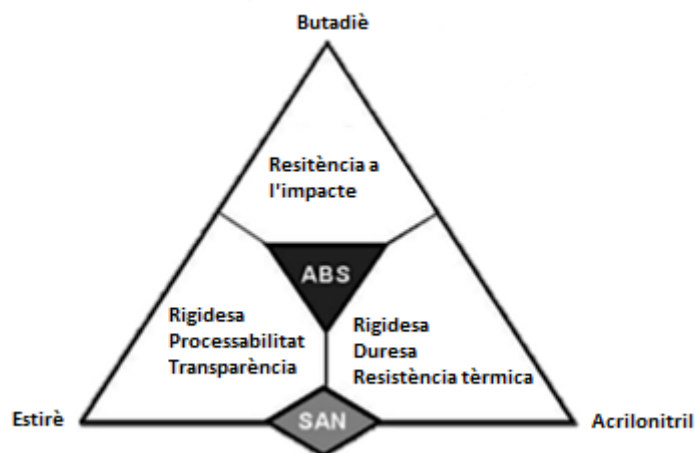 Butadiè
Resitència a
l'impacte
ABS
Rigidesa
Processabilitat
Transparència
Rigidesa
Duresa
Resistència tèrmica
Estirè
SAN
Acrilonitril